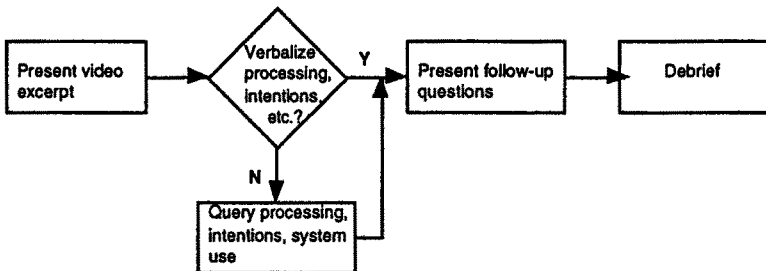 Present video
excerpt
Verbalize
processing,
intentions,
etc.?
Y
N
Query processing,
intentions, system
use
Present follow-up
questions
Debrief